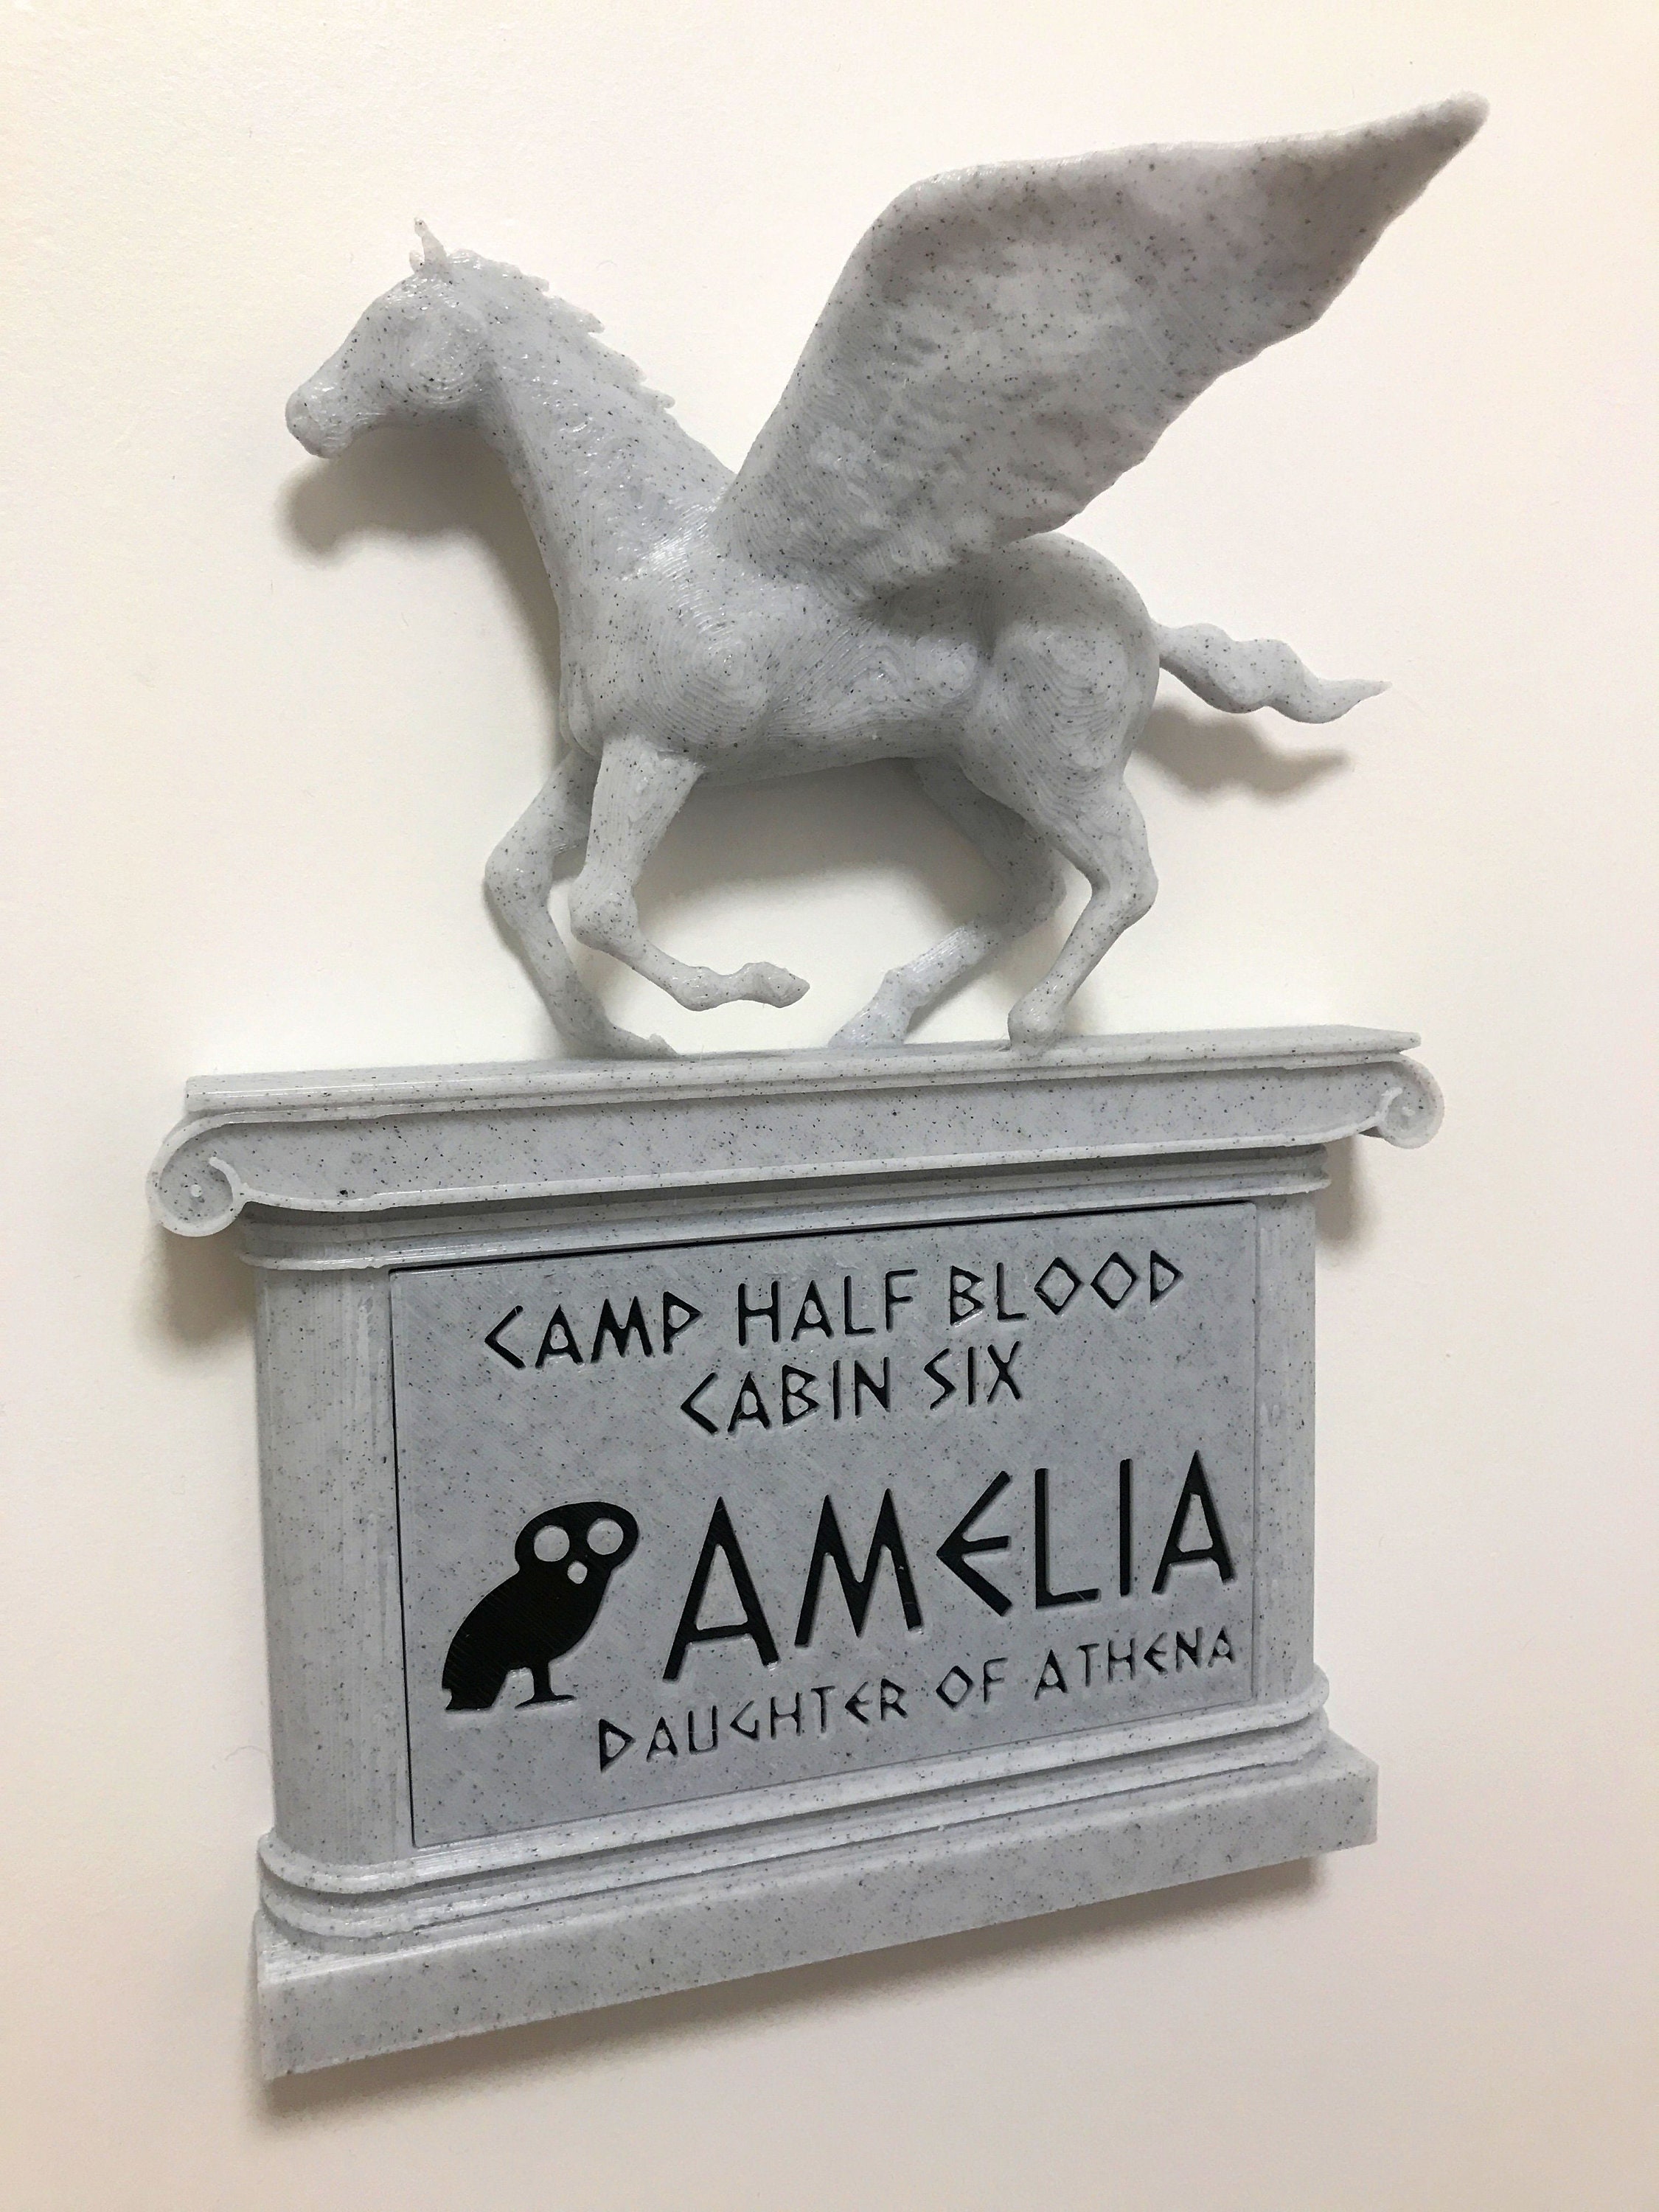 CAMP HALF BLOOD
CABIN SIX
AMELIA
DAUGHTER OF ATHENA